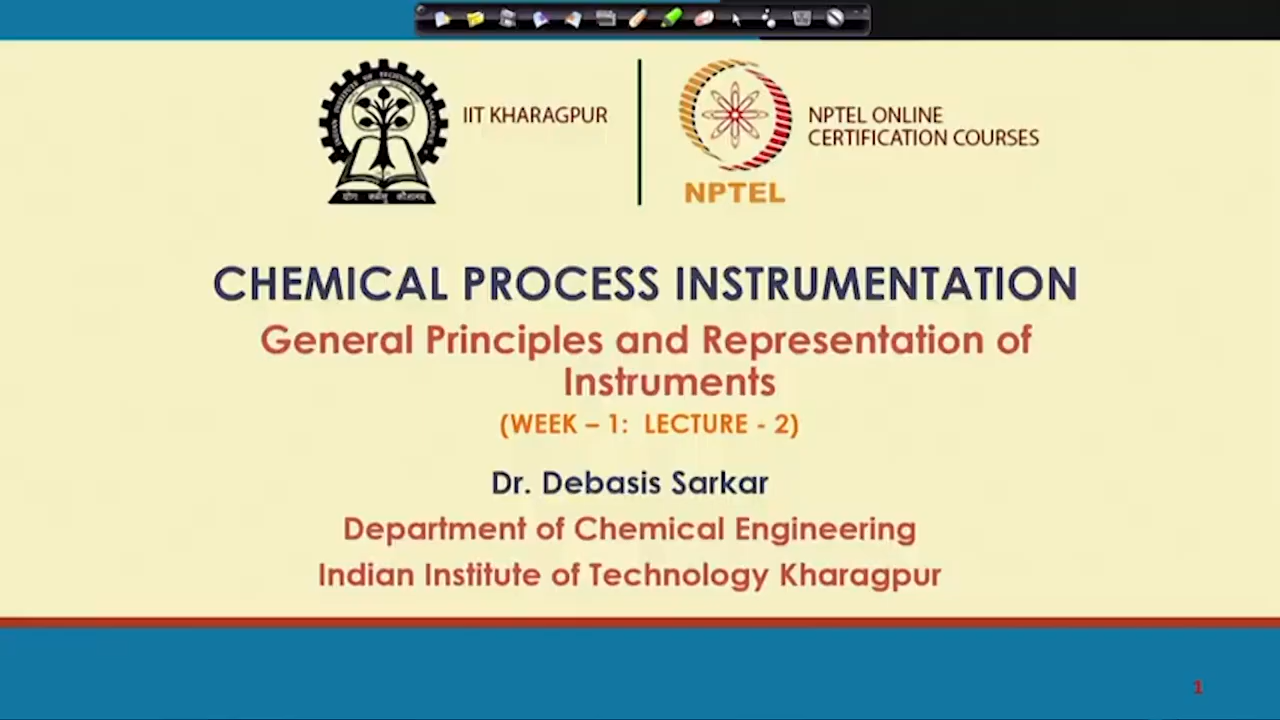 IIT KHARAGPUR
NPTEL ONLINE
CERTIFICATION COURSES
NPTEL
CHEMICAL PROCESS INSTRUMENTATION
General Principles and Representation of
Instruments
(WEEK – 1: LECTURE - 2)
Dr. Debasis Sarkar
Department of Chemical Engineering
Indian Institute of Technology Kharagpur
1